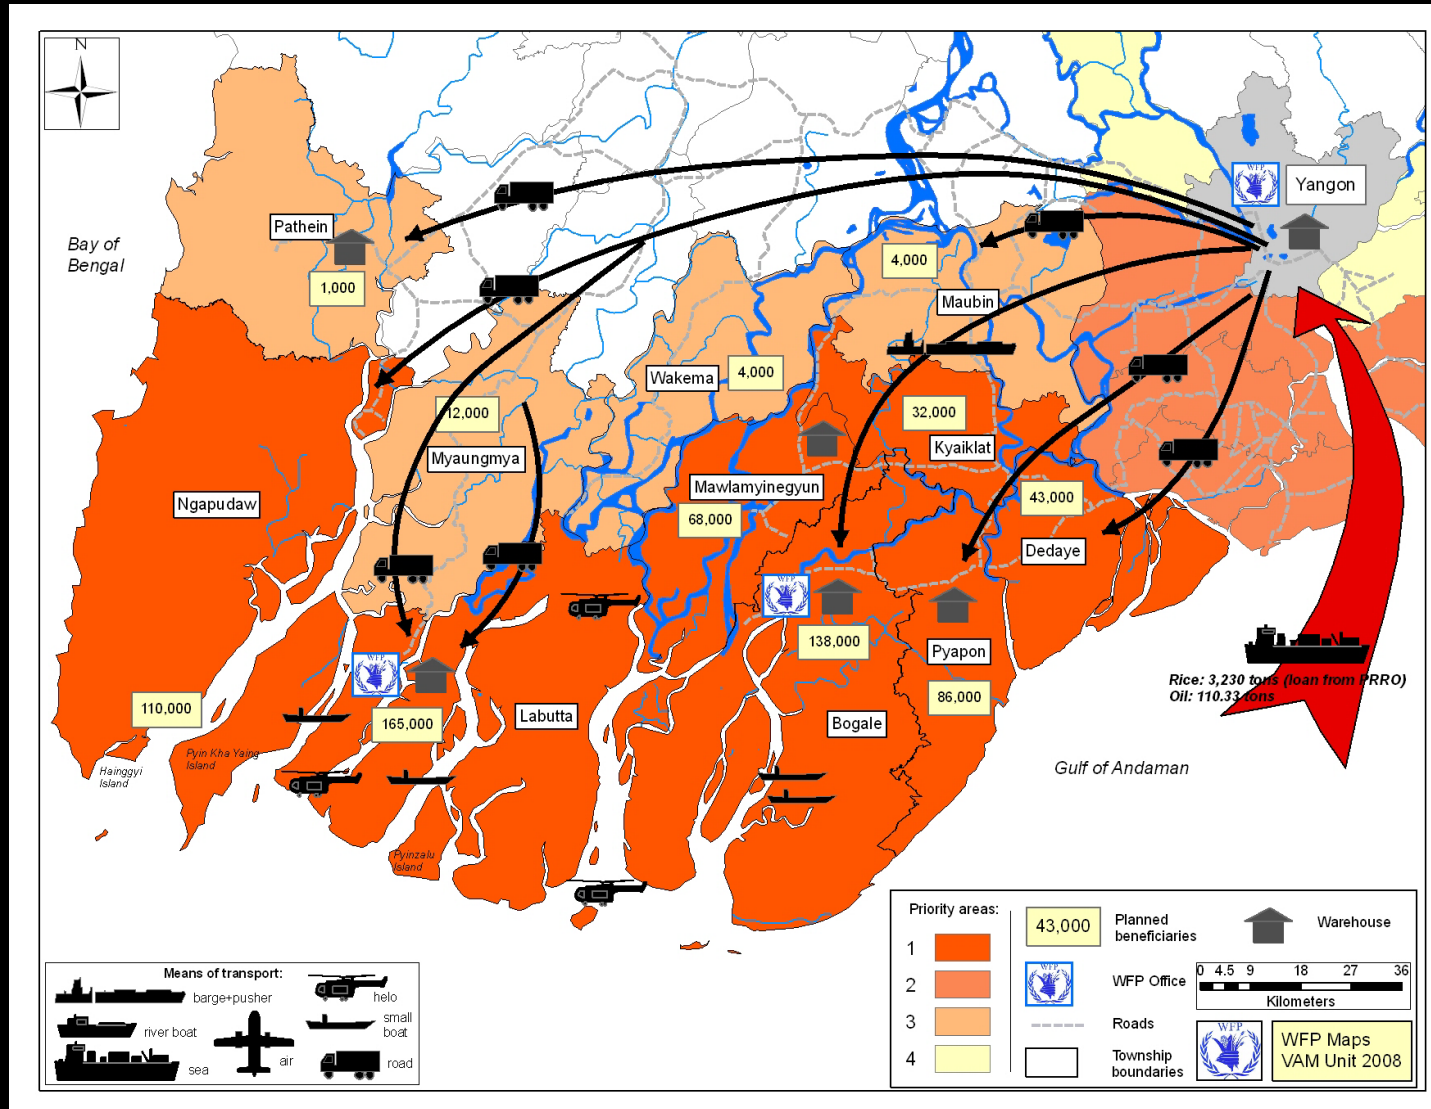 N
WFP
Yangon
Pathein
Bay of
Bengal
1,000
4,000
Maubin
Wakema
4,000
12,000
32,000
Kyaiklat
Myaungmya
Mawlamyinegyun
Ngapudaw
43,000
68,000
Dedaye
WFP
138,000
Pyapon
WFP
86,000
Rice: 3,230 tons (loan from PRRO)
Oil: 110.33 tons
110,000
165,000
Labutta
Bogale
Pyin Kha Yaing
Island
Hainggyi
Island
Gulf of Andaman
Pyinzalu
Island
Means of transport:
barge+pusher
helo
river boat
small
boat
sea
air
road
Priority areas:
1
2
3
4
43,000
Planned
beneficiaries
Warehouse
WFP
WFP Office
0 4.5 9 18 27 36
Kilometers
Roads
Township
boundaries
WFP
WFP Maps
VAM Unit 2008